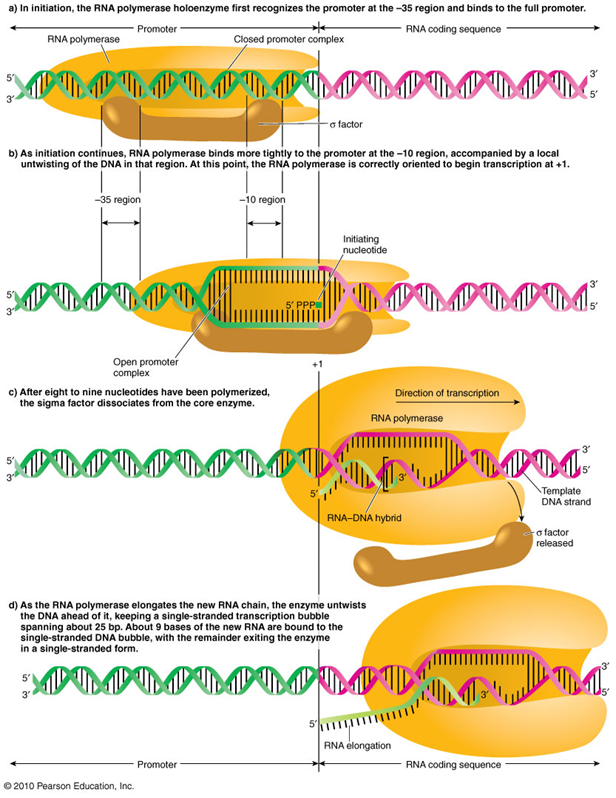 a) In initiation, the RNA polymerase holoenzyme first recognizes the promoter at the –35 region and binds to the full promoter.
Promoter
RNA coding sequence
RNA polymerase
Closed promoter complex
5′
3′
3′
5′
σ factor
b) As initiation continues, RNA polymerase binds more tightly to the promoter at the –10 region, accompanied by a local
untwisting of the DNA in that region. At this point, the RNA polymerase is correctly oriented to begin transcription at +1.
–35 region
–10 region
Initiating
nucleotide
5′
3′
5′ PPP
3′
5′
Open promoter
complex
+1
c) After eight to nine nucleotides have been polymerized,
the sigma factor dissociates from the core enzyme.
Direction of transcription
RNA polymerase
5′
3′
3′
5′
3′
5′
Template
DNA strand
RNA–DNA hybrid
σ factor
released
d) As the RNA polymerase elongates the new RNA chain, the enzyme untwists
the DNA ahead of it, keeping a single-stranded transcription bubble
spanning about 25 bp. About 9 bases of the new RNA are bound to the
single-stranded DNA bubble, with the remainder exiting the enzyme
in a single-stranded form.
5′
3′
3′
5′
3′
5′
RNA elongation
Promoter
RNA coding sequence
© 2010 Pearson Education, Inc.